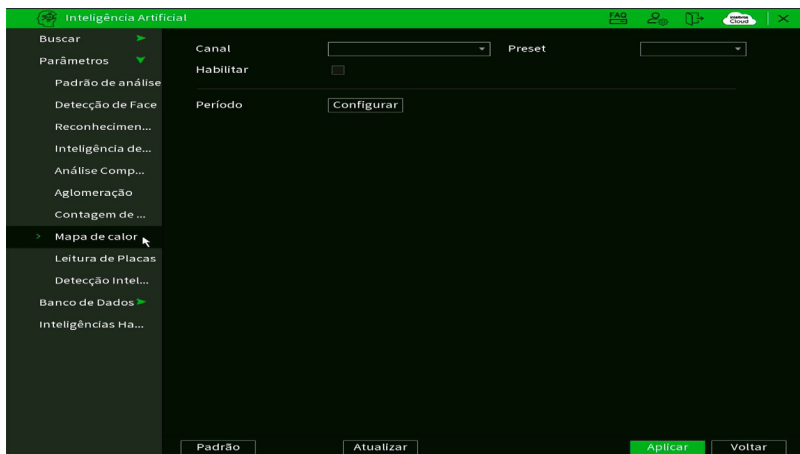 Inteligência Artificial
FAQ
intelbras Cloud
Buscar
Parâmetros
Padrão de análise
Detecção de Face
Reconhecimen...
Inteligência de...
Análise Comp...
Aglomeração
Contagem de ...
Mapa de calor
Leitura de Placas
Detecção Intel...
Banco de Dados
Inteligências Ha...
Canal
Preset
Habilitar
Período
Configurar
Padrão
Atualizar
Aplicar
Voltar